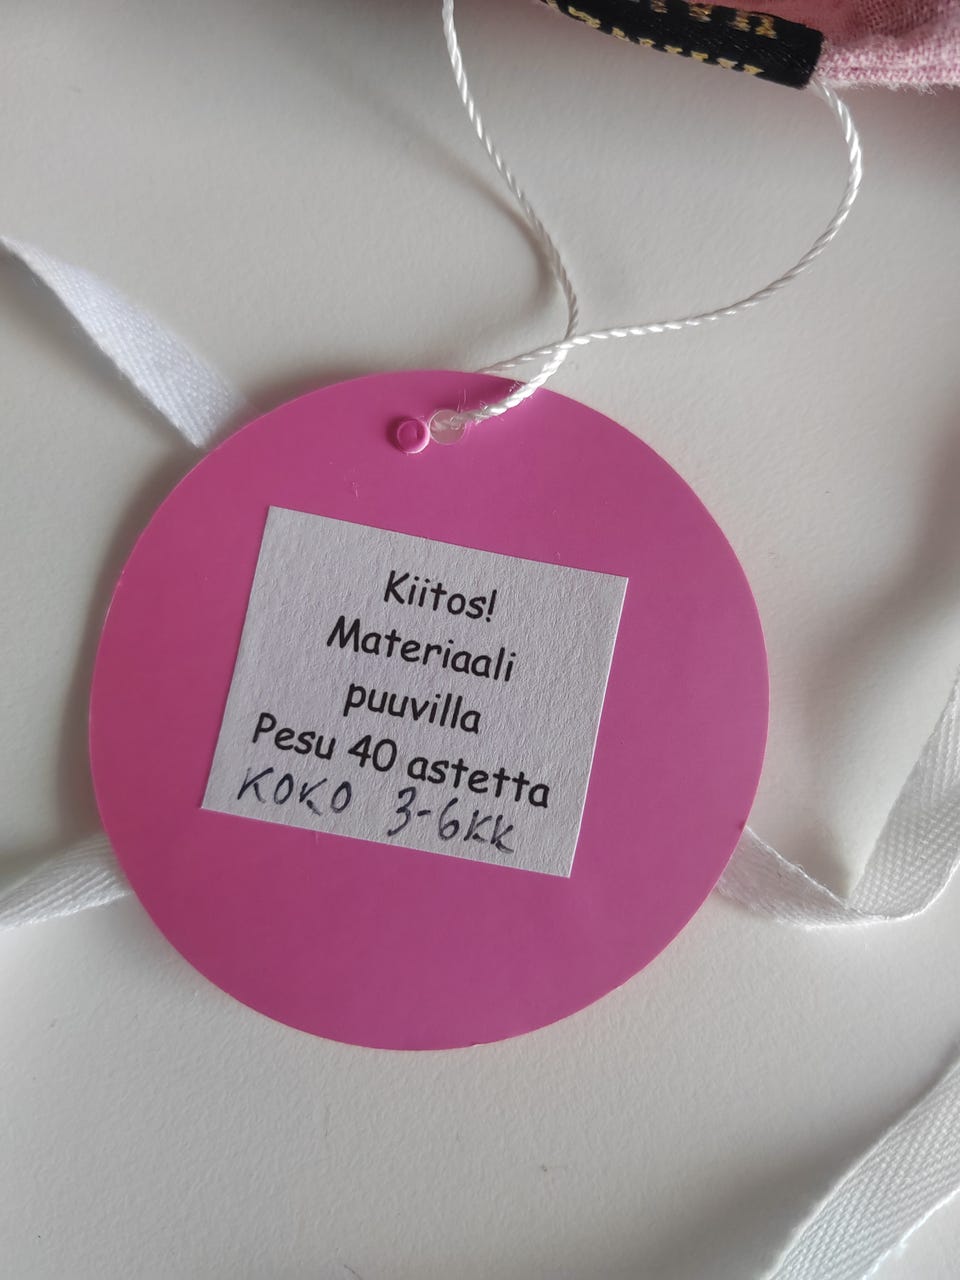 Kiitos!
Materiaali
puuvilla
Pesu 40 astetta
KOKO 3-6KK